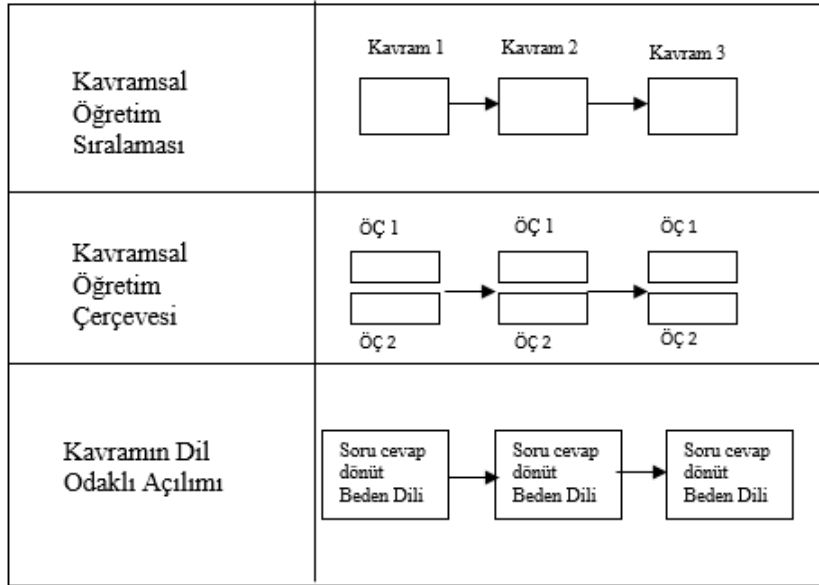 Kavramsal
Öğretim
Sıralaması
Kavram 1
Kavram 2
Kavram 3
Kavramsal
Öğretim
Çerçevesi
ÖÇ 1
ÖÇ 1
ÖÇ 1
ÖÇ 2
ÖÇ 2
ÖÇ 2
Kavramın Dil
Odaklı Açılımı
Soru cevap
dönüt
Beden Dili
Soru cevap
dönüt
Beden Dili
Soru cevap
dönüt
Beden Dili